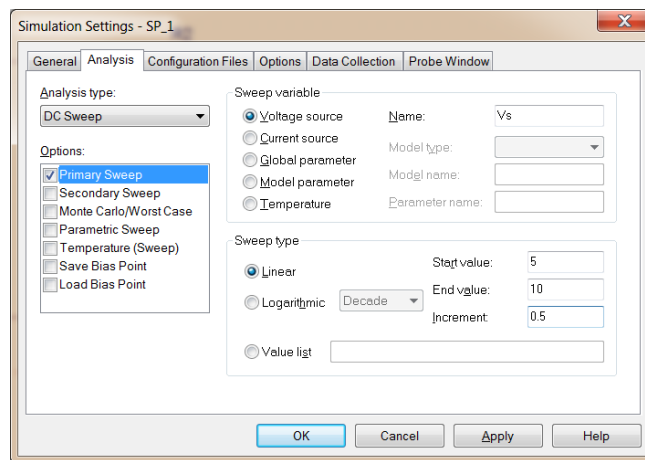 Simulation Settings - SP_1
General Analysis Configuration Files Options Data Collection Probe Window
Analysis type:
DC Sweep
Options:
Primary Sweep
Secondary Sweep
Monte Carlo/Worst Case
Parametric Sweep
Temperature (Sweep)
Save Bias Point
Load Bias Point
Sweep variable
Voltage source
Name: Vs
Current source
Model type:
Global parameter
Model name:
Model parameter
Parameter name:
Temperature
Sweep type
Linear
Start value: 5
End value: 10
Logarithmic Decade
Increment: 0.5
Value list
OK Cancel Apply Help